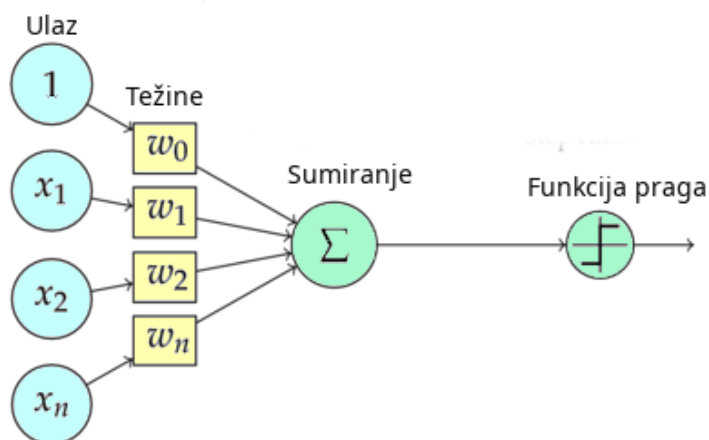 Ulaz
1
Težine
w0
x1
w1
Sumiranje
Σ
Funkcija praga
x2
w2
wn
xn